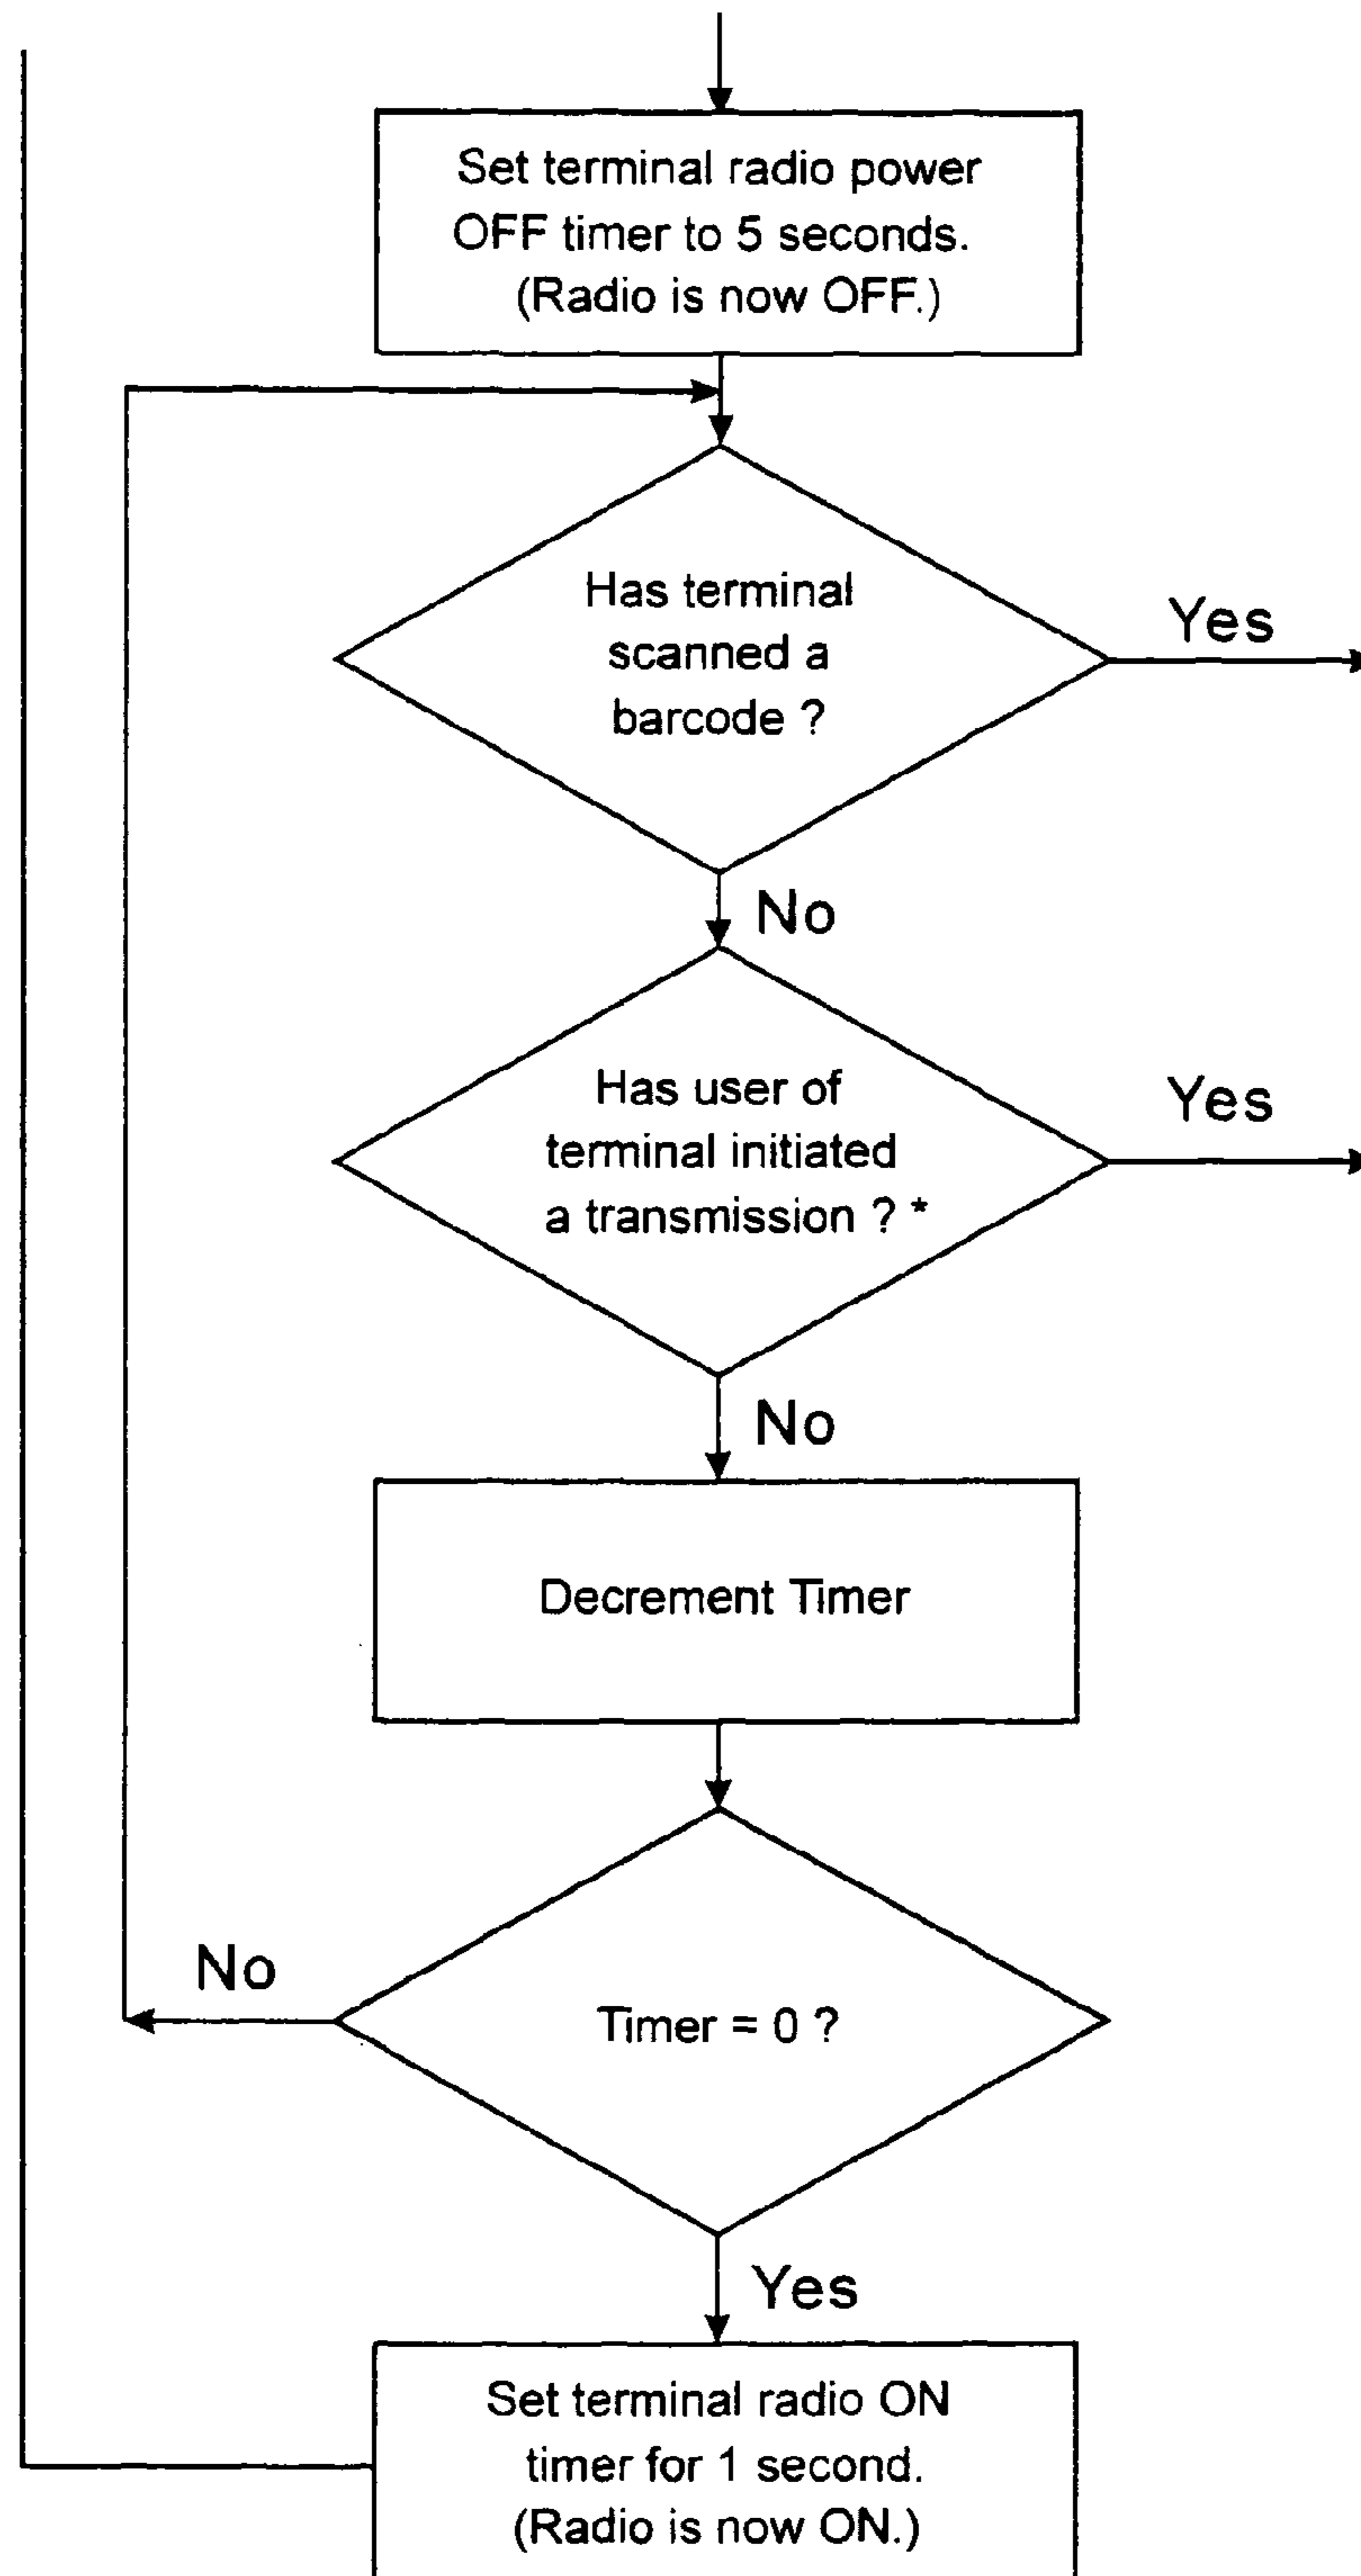 Set terminal radio power
OFF timer to 5 seconds.
(Radio is now OFF.)
Has terminal
scanned a
barcode ?
Yes
No
Has user of
terminal initiated
a transmission ? *
Yes
No
Decrement Timer
Timer = 0 ?
No
Yes
Set terminal radio ON
timer for 1 second.
(Radio is now ON.)